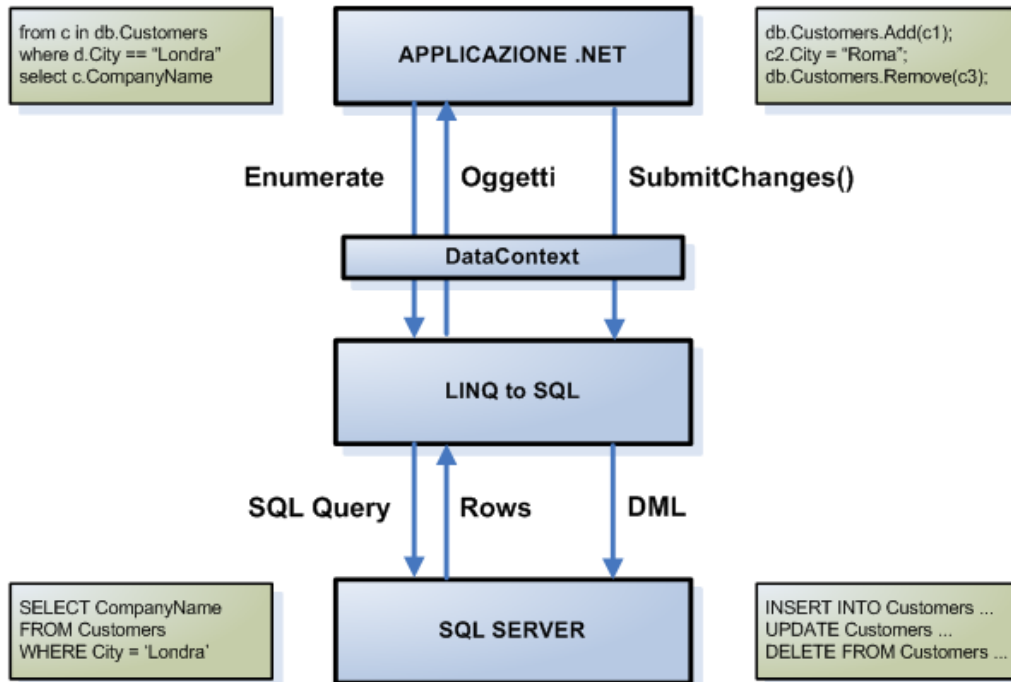 from c in db.Customers
where d.City == “Londra”
select c.CompanyName
APPLICAZIONE .NET
db.Customers.Add(c1);
c2.City = “Roma”;
db.Customers.Remove(c3);
Enumerate
Oggetti
SubmitChanges()
DataContext
LINQ to SQL
SQL Query
Rows
DML
SELECT CompanyName
FROM Customers
WHERE City = ‘Londra’
SQL SERVER
INSERT INTO Customers ...
UPDATE Customers ...
DELETE FROM Customers ...